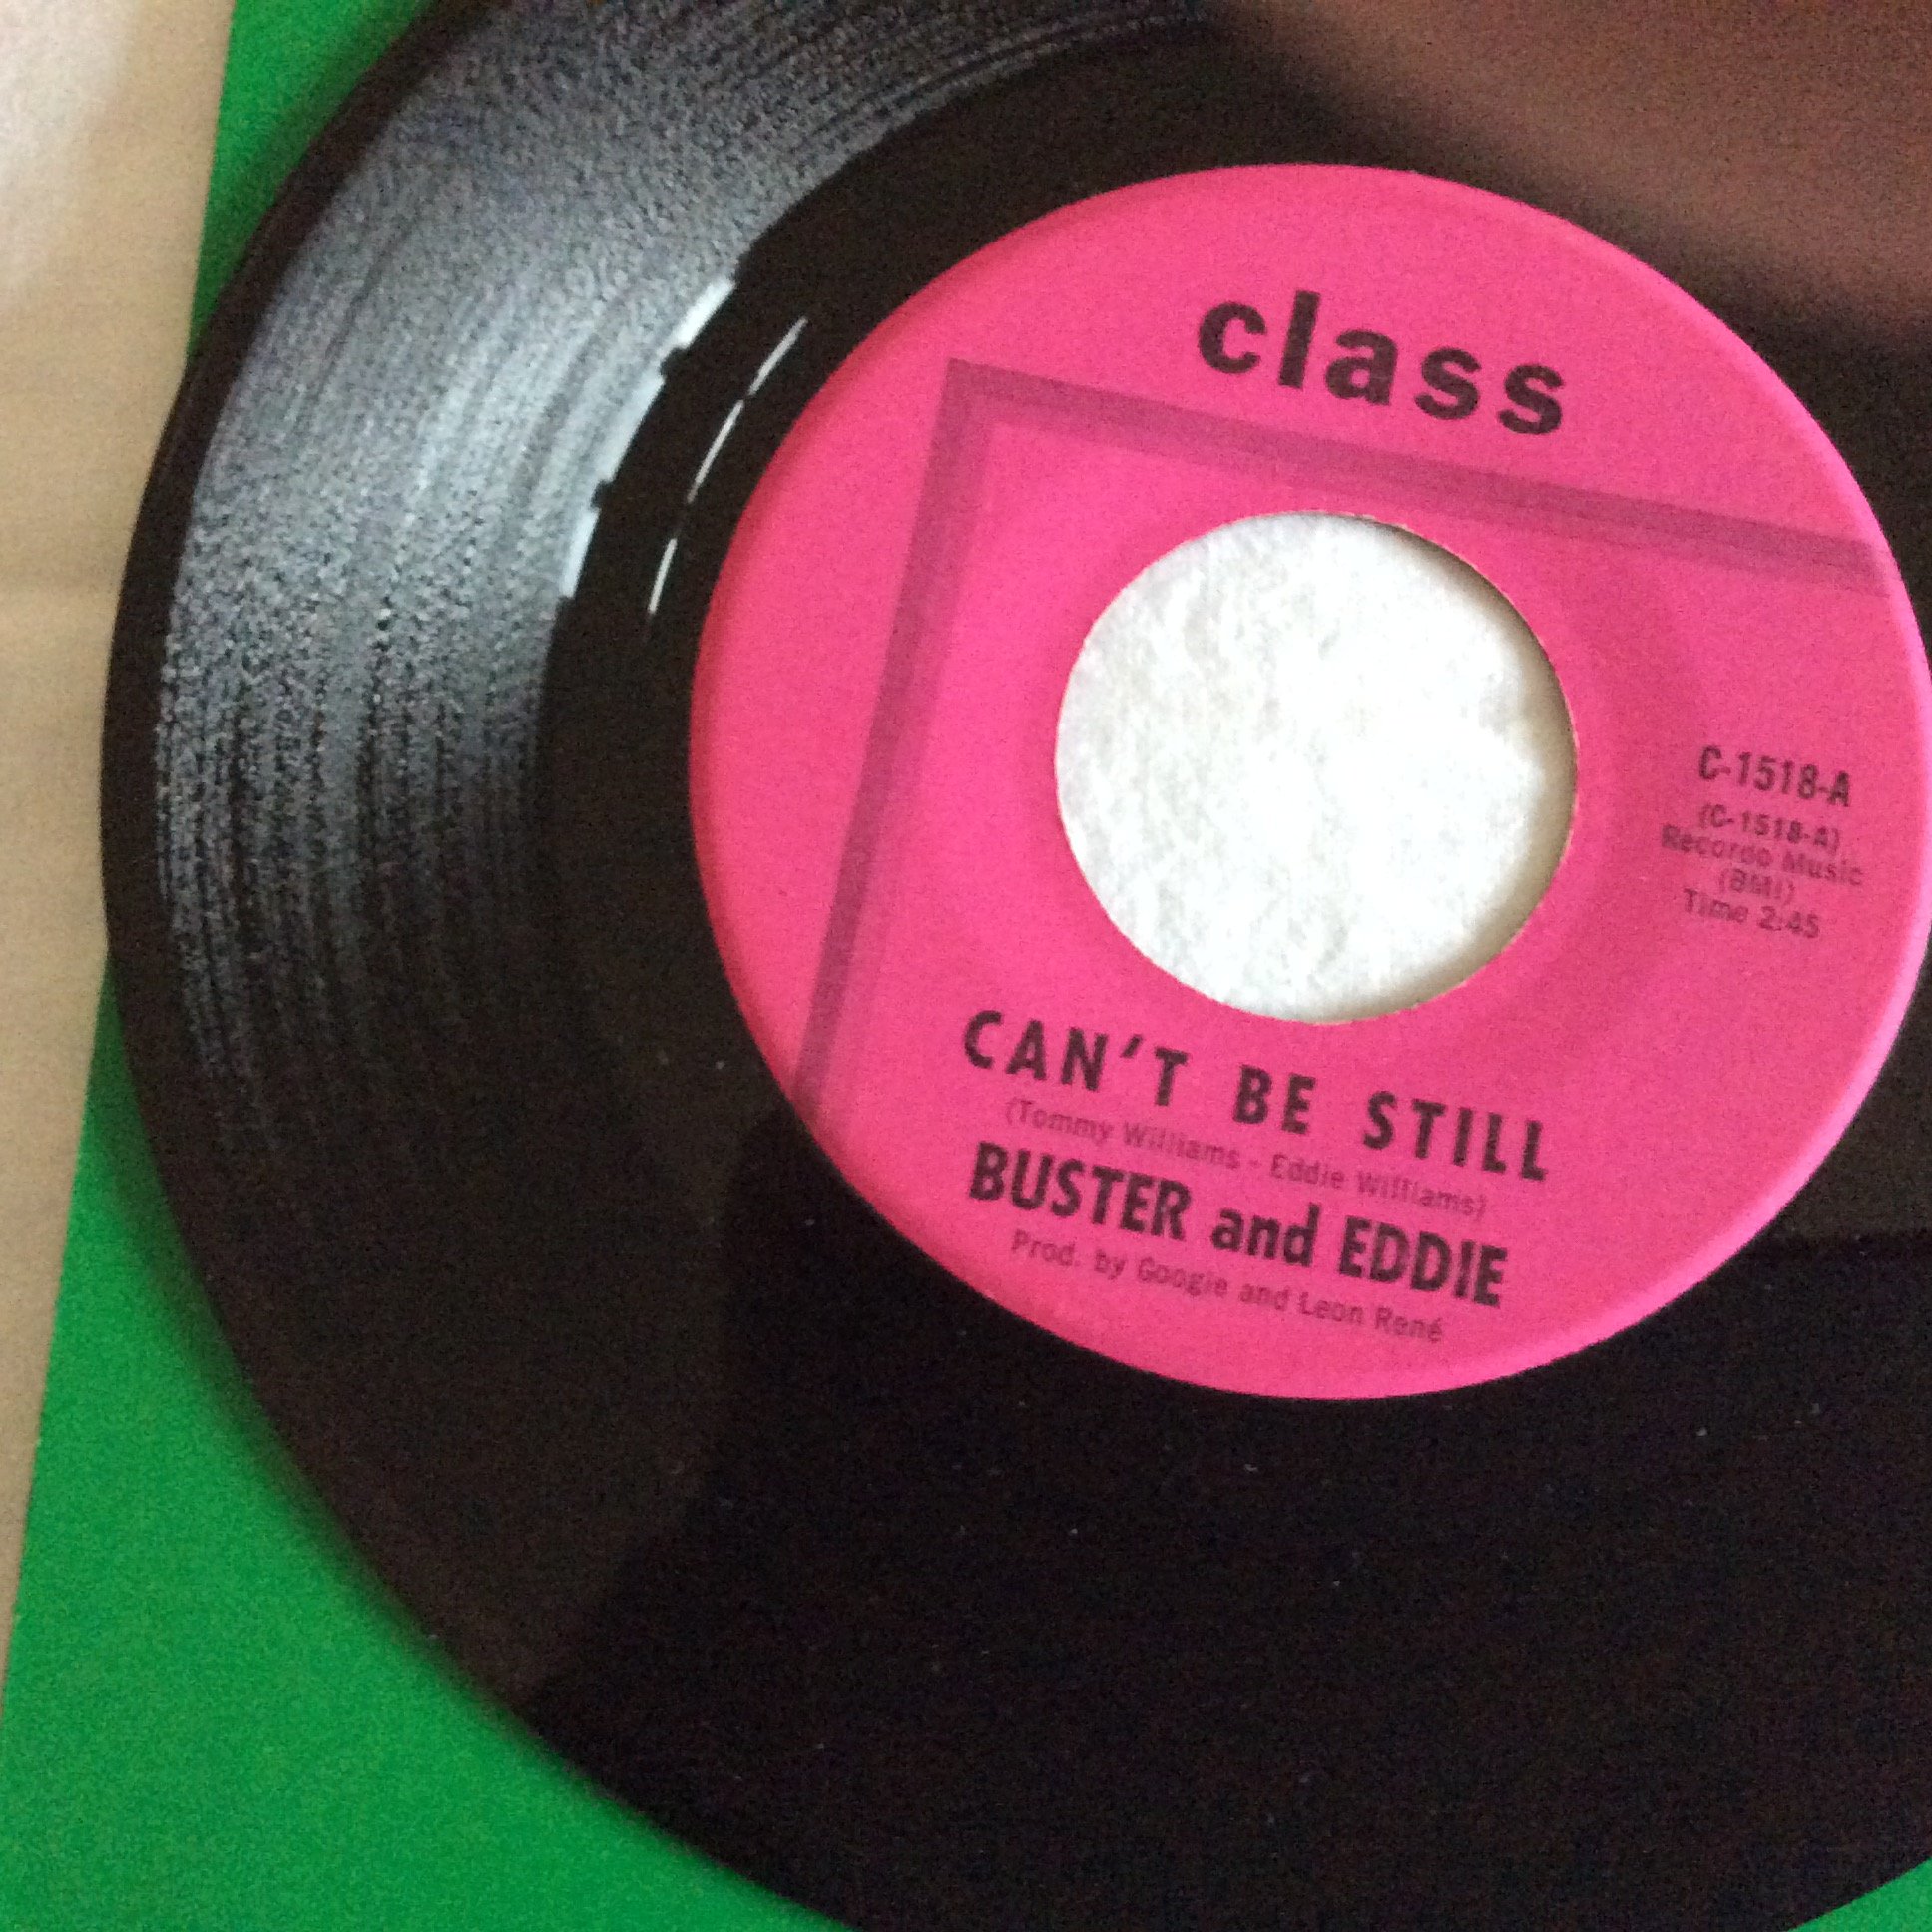 class
C-1518-A
(C-1518-A)
Recordo Music
(BMI)
Time 2:45
CAN'T BE STILL
(Tommy Williams - Eddie Williams)
BUSTER and EDDIE
Prod. by Googie and Leon René